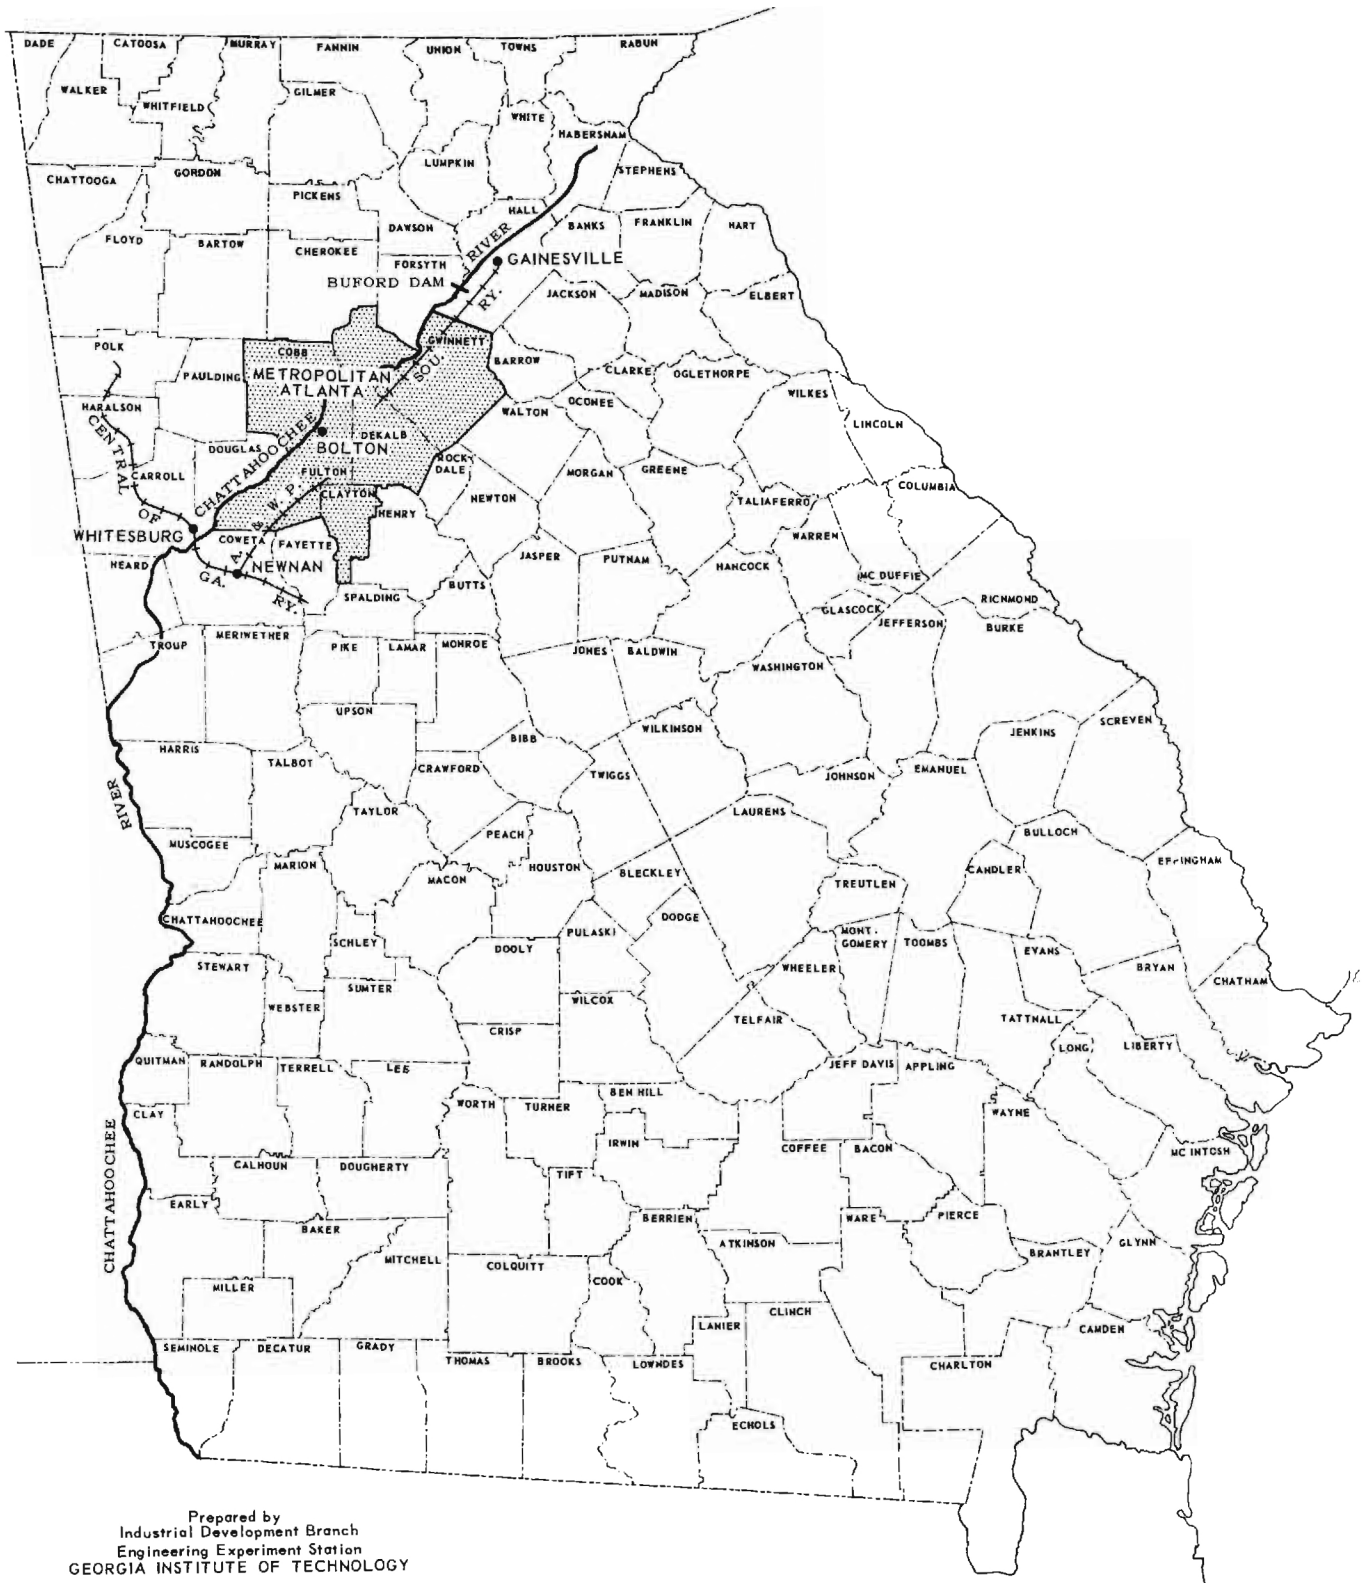 DADE
CATOOSA
MURRAY
FANNIN
UNION
TOWNS
RABUN
WALKER
WHITFIELD
GILMER
WHITE
HABERSHAM
LUMPKIN
STEPHENS
CHATTOOGA
GORDON
PICKENS
HALL
BANKS
FRANKLIN
HART
DAWSON
FLOYD
BARTOW
CHEROKEE
RIVER
FORSYTH
GAINESVILLE
BUFORD DAM
RY.
JACKSON
MADISON
ELBERT
POLK
COBB
GWINNETT
BARROW
SOU.
PAULDING
METROPOLITAN
ATLANTA
CLARKE
OGLETHORPE
HARALSON
WALTON
OCONEE
WILKES
LINCOLN
CENTRAL
CHATTAHOOCHEE
DEKALB
DOUGLAS
BOLTON
ROCK
DALE
FULTON
MORGAN
GREENE
CARROLL
CLAYTON
NEWTON
TALIAFERRO
COLUMBIA
OF
A. & W. P.
HENRY
WHITESBURG
COWETA
FAYETTE
WARREN
HEARD
GA.
NEWNAN
RY.
JASPER
PUTNAM
HANCOCK
MC DUFFIE
SPALDING
BUTTS
GLASCOCK
JEFFERSON
RICHMOND
BURKE
TROUP
MERIWETHER
PIKE
LAMAR
MONROE
JONES
BALDWIN
WASHINGTON
UPSON
HARRIS
TALBOT
CRAWFORD
BIBB
WILKINSON
TWIGGS
JENKINS
SCREVEN
JOHNSON
EMANUEL
RIVER
TAYLOR
PEACH
LAURENS
MUSCOGEE
MARION
MACON
HOUSTON
BLECKLEY
BULLOCH
EFFINGHAM
TREUTLEN
CANDLER
CHATTAHOOCHEE
SCHLEY
DOOLY
PULASKI
DODGE
MONT.
GOMERY
TOOMBS
EVANS
STEWART
WEBSTER
SUMTER
WILCOX
WHEELER
BRYAN
CHATHAM
CRISP
TELFAIR
TATTNALL
LONG
LIBERTY
QUITMAN
RANDOLPH
TERRELL
LEE
JEFF DAVIS
APPLING
CLAY
WORTH
TURNER
BEN HILL
WAYNE
CHATTAHOOCHEE
CALHOUN
DOUGHERTY
TIFT
IRWIN
COFFEE
BACON
MC INTOSH
EARLY
BAKER
BERRIEN
WARE
PIERCE
MITCHELL
COLQUITT
COOK
ATKINSON
BRANTLEY
GLYNN
MILLER
LANIER
CLINCH
CAMDEN
SEMINOLE
DECATUR
GRADY
THOMAS
BROOKS
LOWNDES
CHARLTON
ECHOLS
Prepared by
Industrial Development Branch
Engineering Experiment Station
GEORGIA INSTITUTE OF TECHNOLOGY